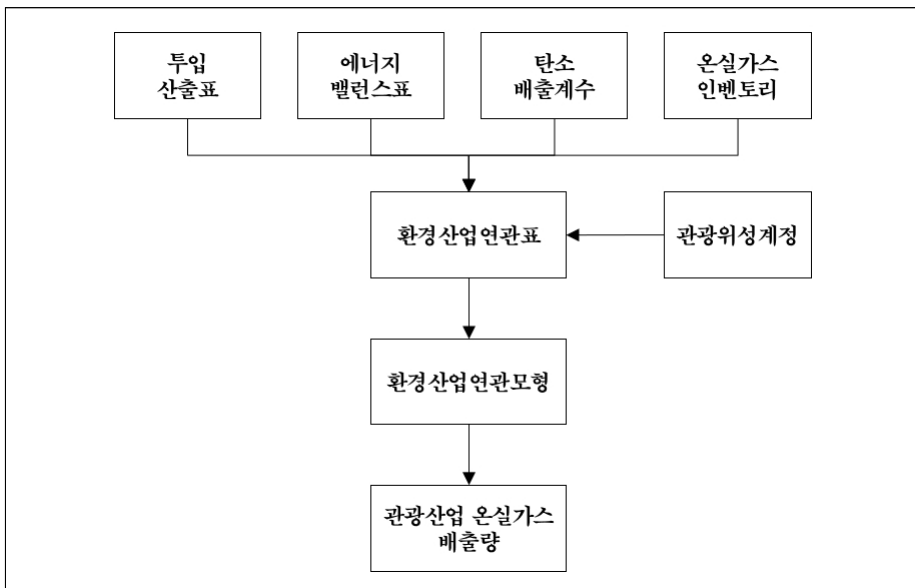 투입
산출표
에너지
밸런스표
탄소
배출계수
온실가스
인벤토리
환경산업연관표
관광위성계정
환경산업연관모형
관광산업 온실가스
배출량